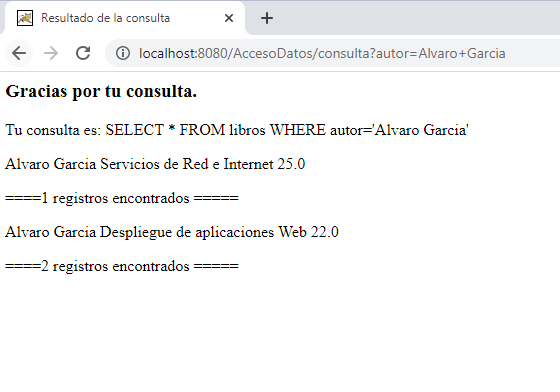 Resultado de la consulta
localhost:8080/AccesoDatos/consulta?autor=Alvaro+Garcia
Gracias por tu consulta.
Tu consulta es: SELECT * FROM libros WHERE autor='Alvaro Garcia'
Alvaro Garcia Servicios de Red e Internet 25.0
====1 registros encontrados =====
Alvaro Garcia Despliegue de aplicaciones Web 22.0
====2 registros encontrados =====